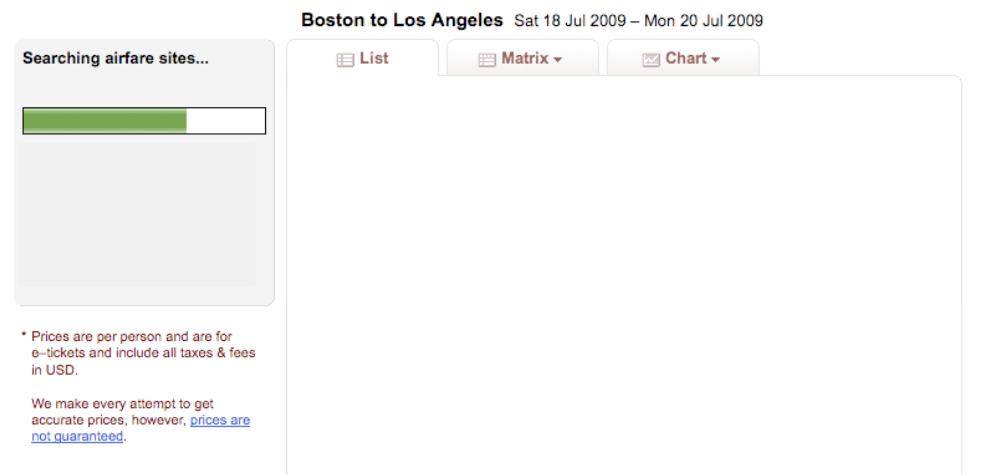 Boston to Los Angeles Sat 18 Jul 2009 – Mon 20 Jul 2009
Searching airfare sites...
List
Matrix
Chart
* Prices are per person and are for
e–tickets and include all taxes & fees
in USD.
We make every attempt to get
accurate prices, however, prices are
not guaranteed.